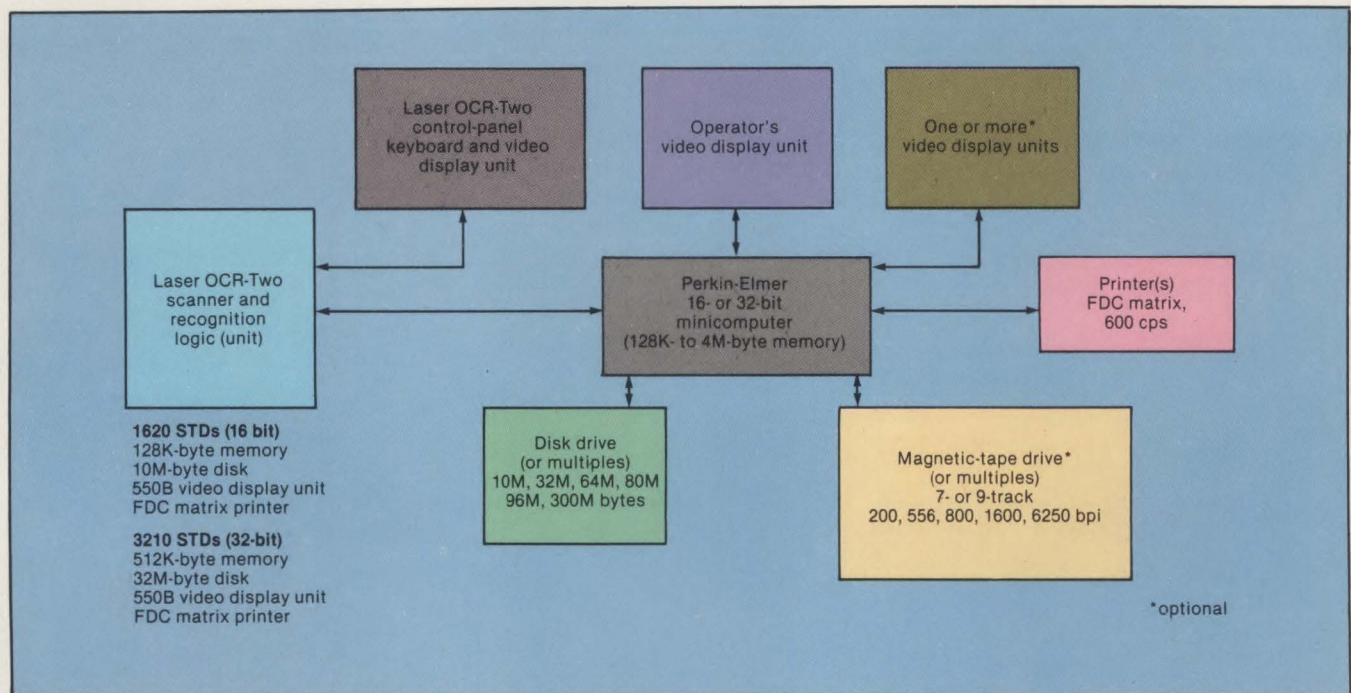 Laser OCR-Two
control-panel
keyboard and video
display unit
Operator's
video display unit
One or more*
video display units
Laser OCR-Two
scanner and
recognition
logic (unit)
Perkin-Elmer
16- or 32-bit
minicomputer
(128K- to 4M-byte memory)
Printer(s)
FDC matrix,
600 cps
Disk drive
(or multiples)
10M, 32M, 64M, 80M
96M, 300M bytes
Magnetic-tape drive*
(or multiples)
7- or 9-track
200, 556, 800, 1600, 6250 bpi
1620 STDs (16 bit)
128K-byte memory
10M-byte disk
550B video display unit
FDC matrix printer
3210 STDs (32-bit)
512K-byte memory
32M-byte disk
550B video display unit
FDC matrix printer
*optional